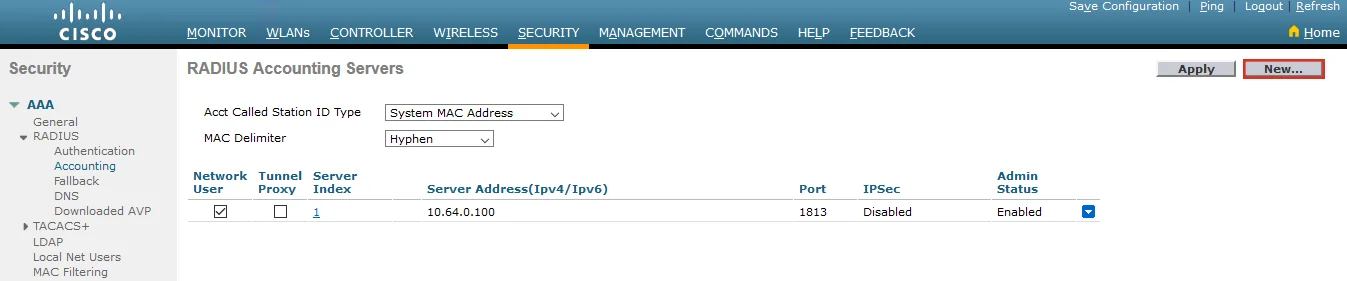 Save Configuration | Ping | Logout | Refresh
CISCO
MONITOR WLANs CONTROLLER WIRELESS SECURITY MANAGEMENT COMMANDS HELP FEEDBACK Home
Security
AAA
General
RADIUS
Authentication
Accounting
Fallback
DNS
Downloaded AVP
TACACS+
LDAP
Local Net Users
MAC Filtering
RADIUS Accounting Servers
Apply New...
Acct Called Station ID Type System MAC Address
MAC Delimiter Hyphen
Network User Tunnel Proxy Server Index Server Address(Ipv4/Ipv6) Port IPSec Admin Status
1 10.64.0.100 1813 Disabled Enabled